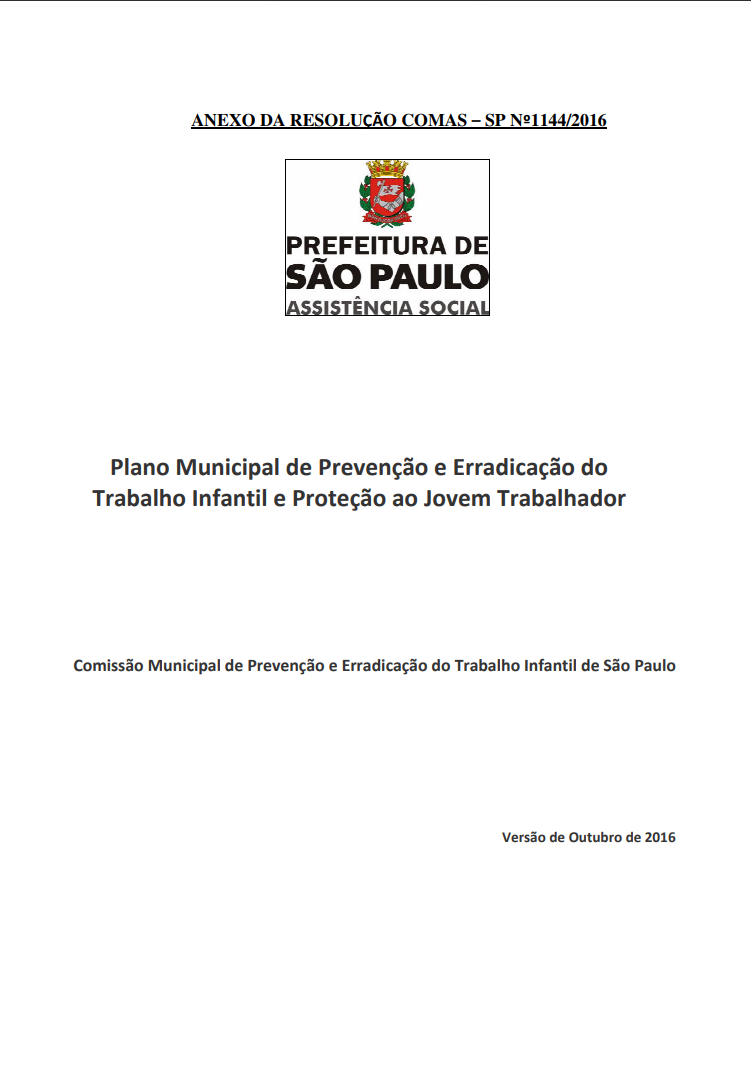 ANEXO DA RESOLUÇÃO COMAS – SP Nº1144/2016
PREFEITURA DE
SÃO PAULO
ASSISTÊNCIA SOCIAL
Plano Municipal de Prevenção e Erradicação do
Trabalho Infantil e Proteção ao Jovem Trabalhador
Comissão Municipal de Prevenção e Erradicação do Trabalho Infantil de São Paulo
Versão de Outubro de 2016